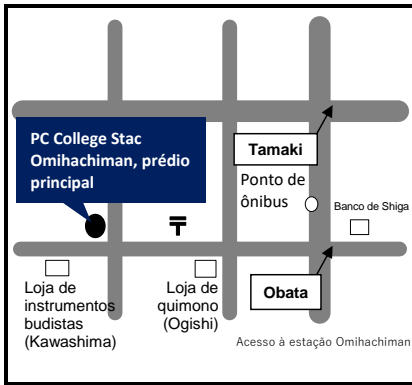 PC College Stac
Omihachiman, prédio
principal
Tamaki
Ponto de
ônibus
Banco de Shiga
〒
Loja de
instrumentos
budistas
(Kawashima)
Loja de
quimono
(Ogishi)
Obata
Acesso à estação Omihachiman